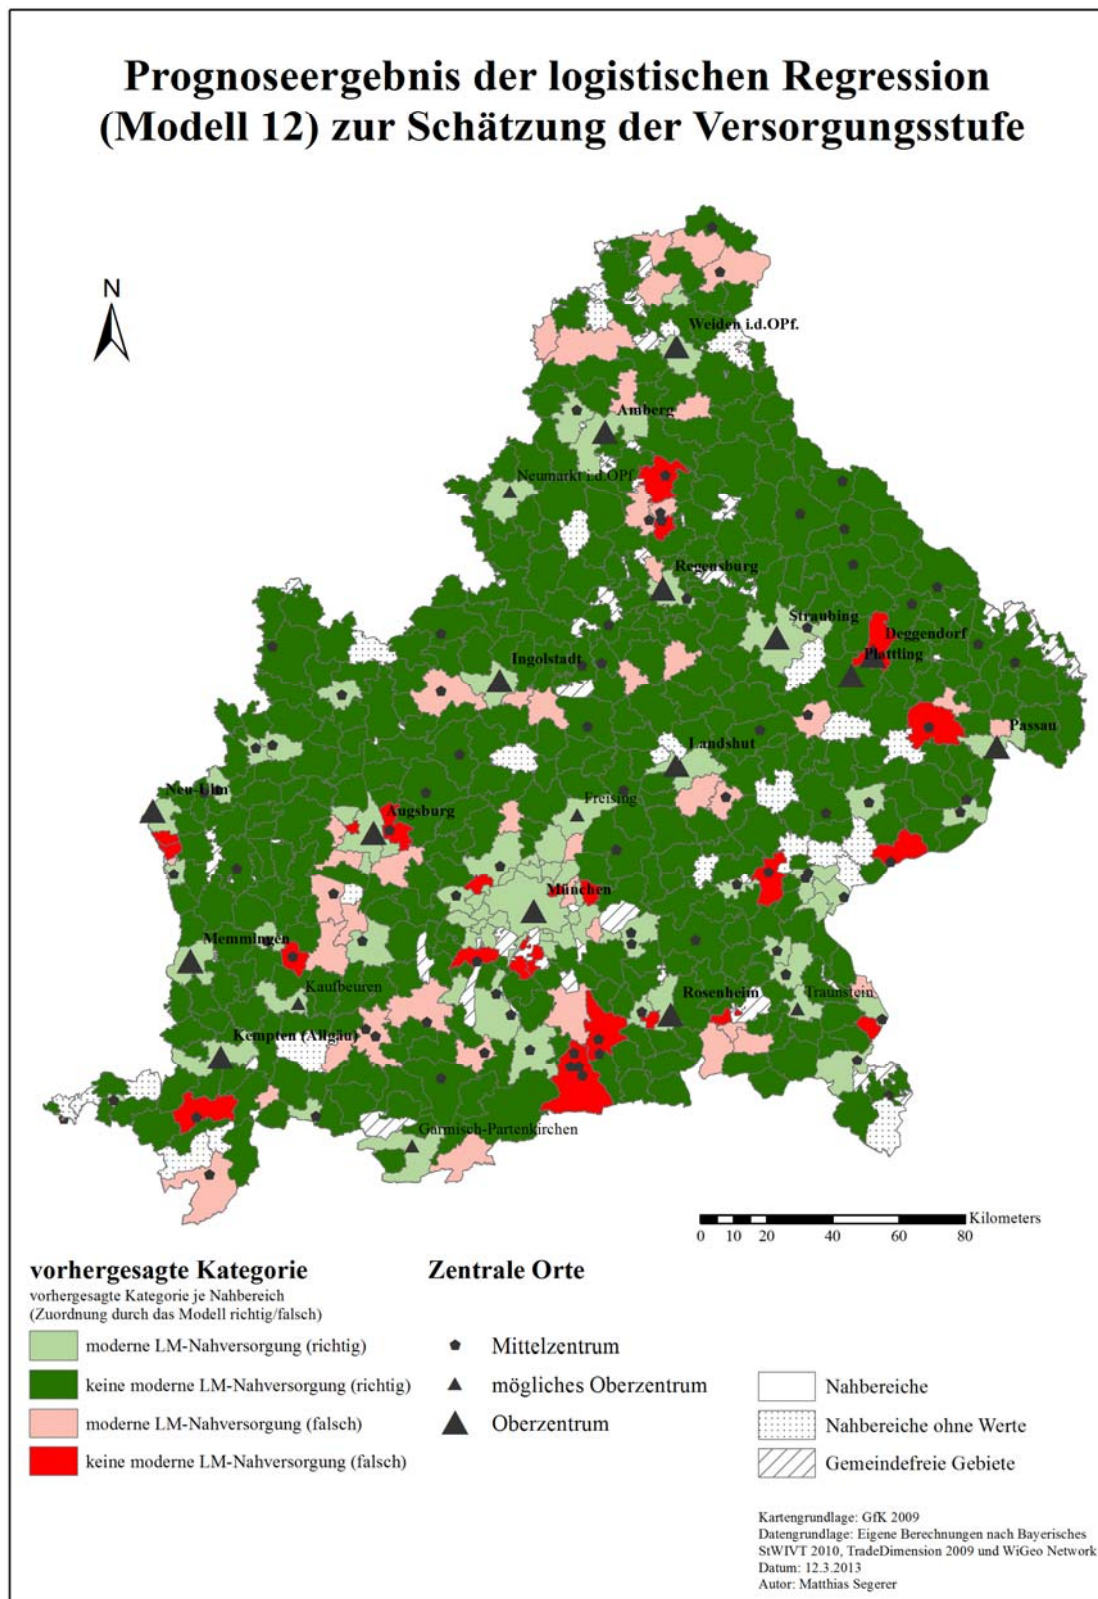 Prognoseergebnis der logistischen Regression
(Modell 12) zur Schätzung der Versorgungsstufe
N
Weiden i.d.OPf.
Amberg
Neumarkt i.d.OPf.
Regensburg
Straubing
Deggendorf
Plattling
Ingolstadt
Passau
Landshut
Neu-Ulm
Freising
Augsburg
München
Memmingen
Kaufbeuren
Rosenheim
Traunstein
Kempten (Allgäu)
Garmisch-Partenkirchen
Kilometers
0 10 20 40 60 80
vorhergesagte Kategorie
vorhergesagte Kategorie je Nahbereich
(Zuordnung durch das Modell richtig/falsch)
moderne LM-Nahversorgung (richtig)
keine moderne LM-Nahversorgung (richtig)
moderne LM-Nahversorgung (falsch)
keine moderne LM-Nahversorgung (falsch)
Zentrale Orte
Mittelzentrum
mögliches Oberzentrum
Oberzentrum
Nahbereiche
Nahbereiche ohne Werte
Gemeindefreie Gebiete
Kartengrundlage: GfK 2009
Datengrundlage: Eigene Berechnungen nach Bayerisches
StWIVT 2010, TradeDimension 2009 und WiGeo Network
Datum: 12.3.2013
Autor: Matthias Segerer